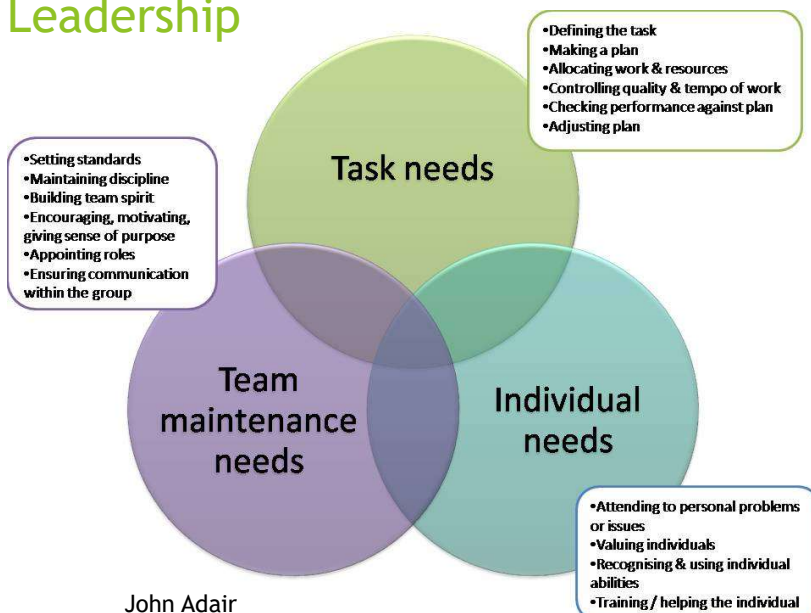 Leadership
•Defining the task
•Making a plan
•Allocating work & resources
•Controlling quality & tempo of work
•Checking performance against plan
•Adjusting plan
•Setting standards
•Maintaining discipline
•Building team spirit
•Encouraging, motivating,
giving sense of purpose
•Appointing roles
•Ensuring communication
within the group
Task needs
Team
maintenance
needs
Individual
needs
•Attending to personal problems
or issues
•Valuing individuals
•Recognising & using individual
abilities
•Training / helping the individual
John Adair